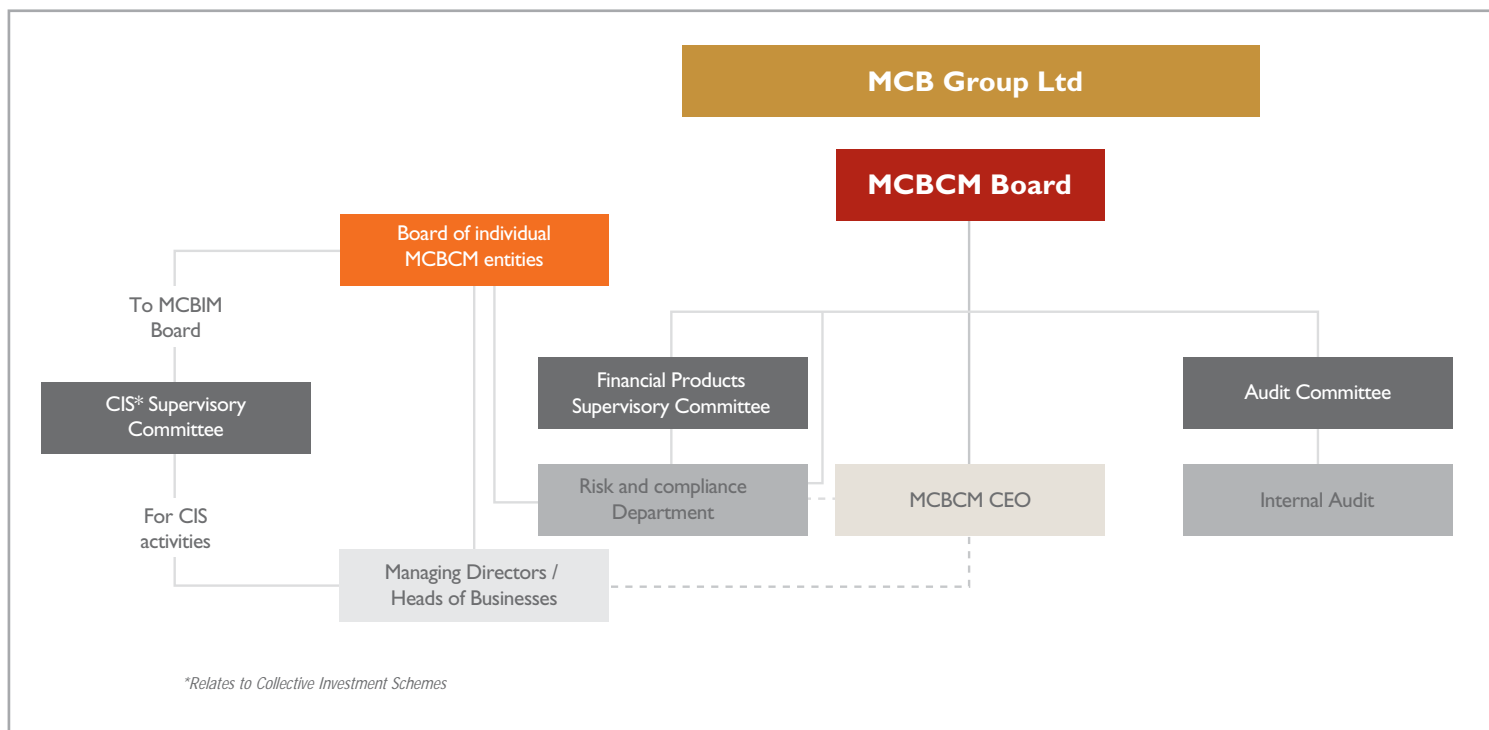 MCB Group Ltd
MCBCM Board
Board of individual
MCBCM entities
To MCBIM
Board
CIS* Supervisory
Committee
Financial Products
Supervisory Committee
Audit Committee
Risk and compliance
Department
MCBCM CEO
Internal Audit
For CIS
activities
Managing Directors /
Heads of Businesses
*Relates to Collective Investment Schemes